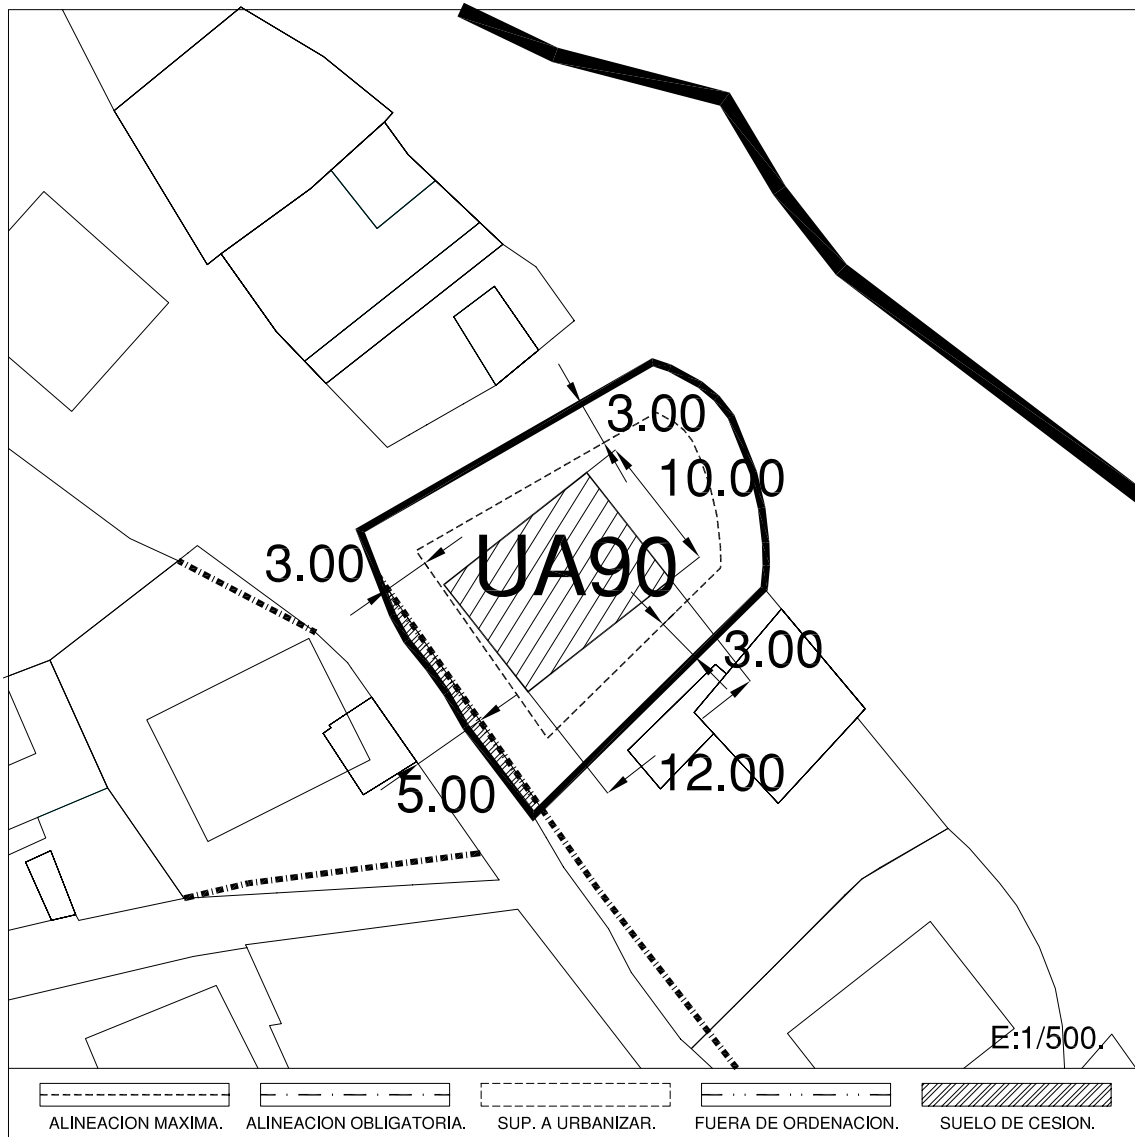 3.00
10.00
UA90
3.00
3.00
12.00
5.00
E:1/500.
ALINEACION MAXIMA.
ALINEACION OBLIGATORIA.
SUP. A URBANIZAR.
FUERA DE ORDENACION.
SUELO DE CESION.